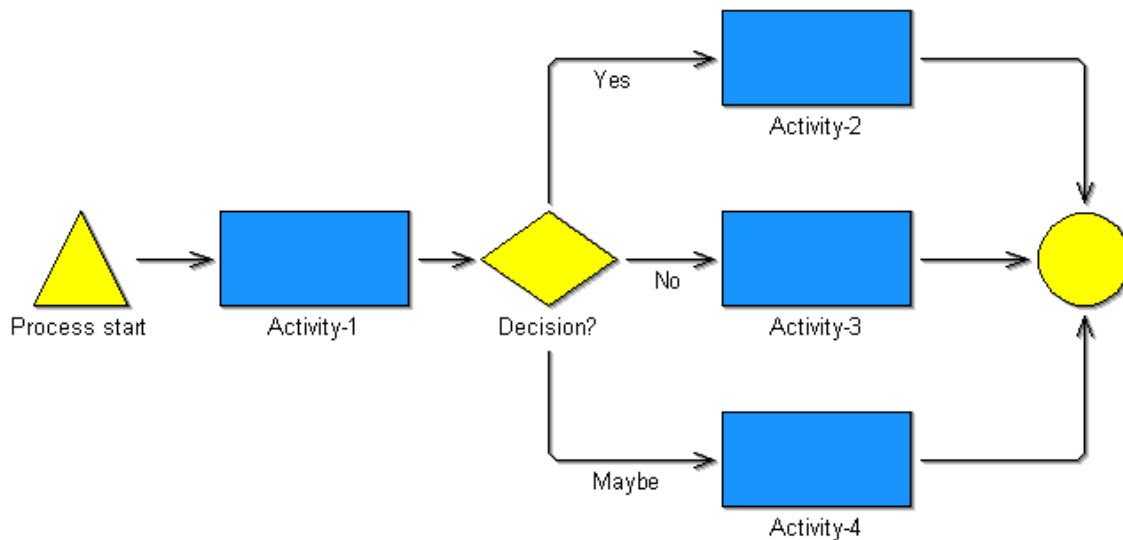 Yes
Activity-2
Process start
Activity-1
Decision?
No
Activity-3
Maybe
Activity-4